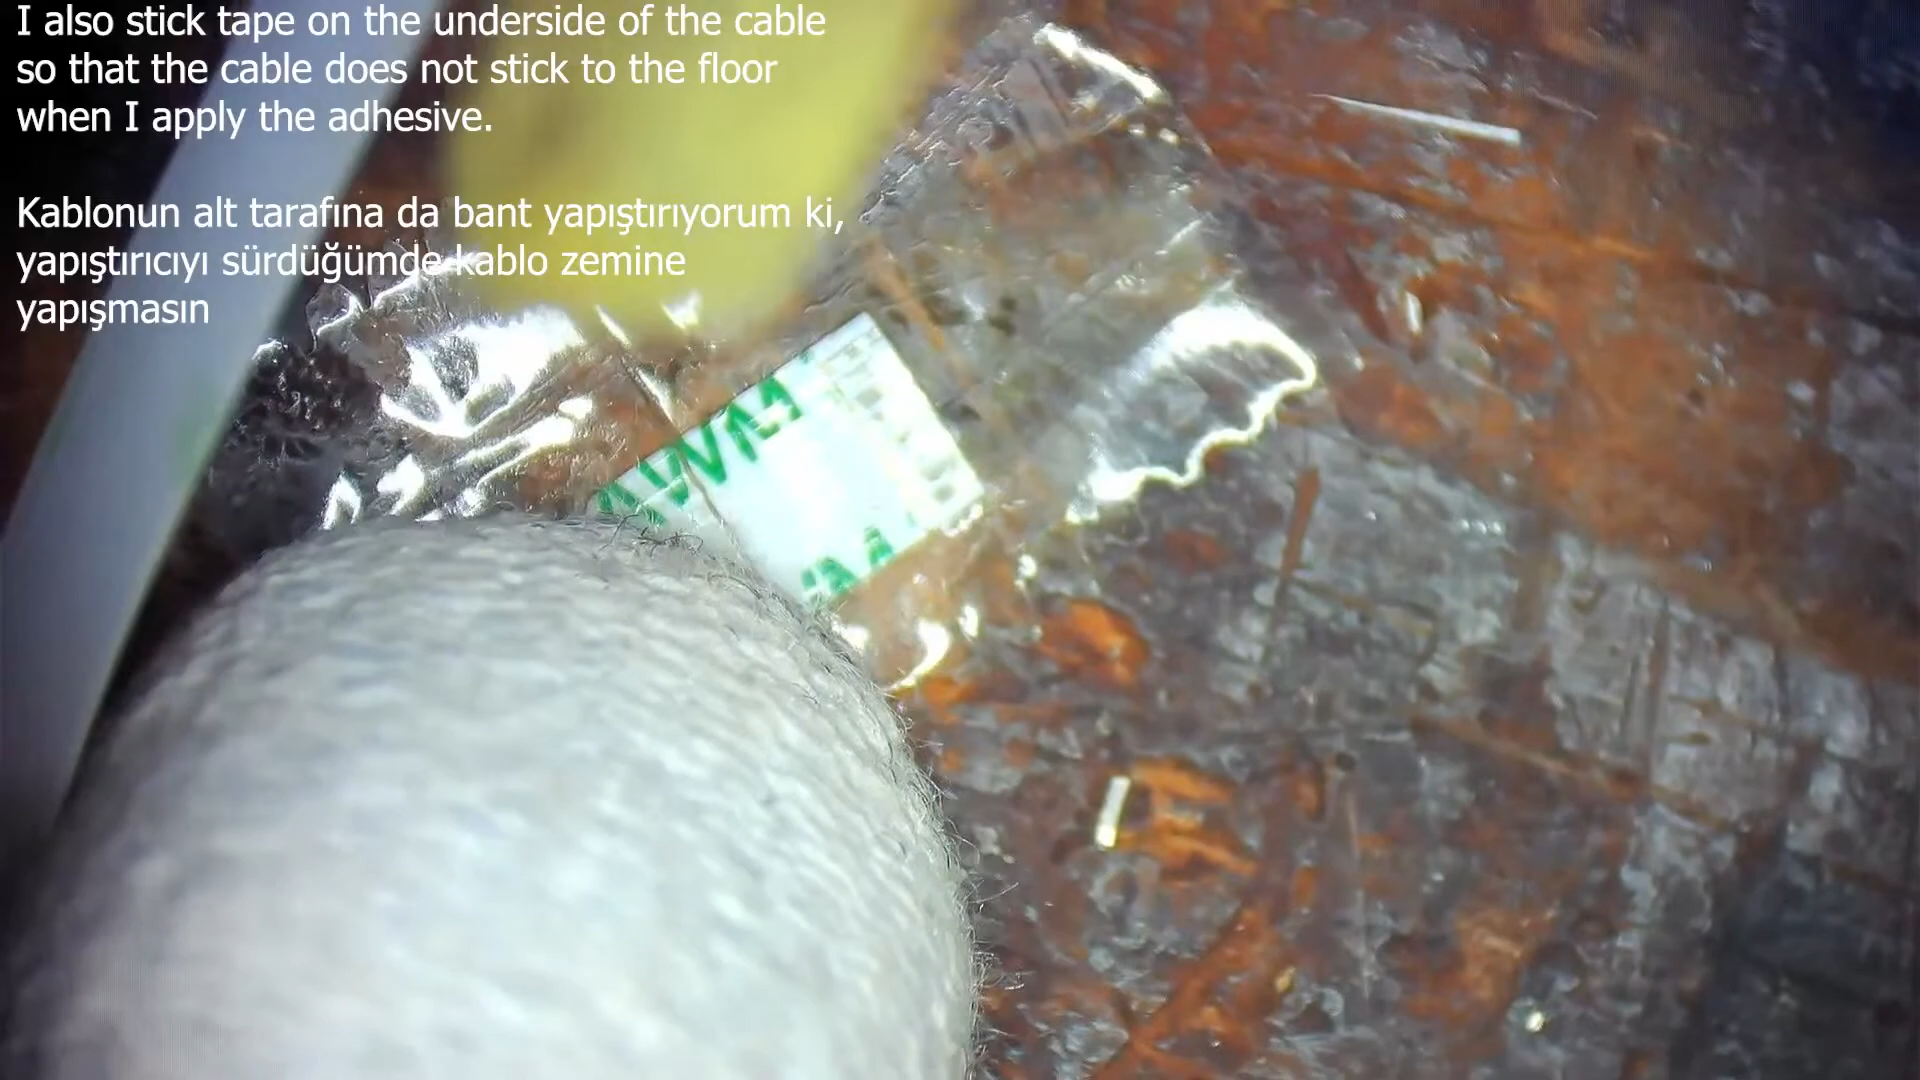 I also stick tape on the underside of the cable
so that the cable does not stick to the floor
when I apply the adhesive.
Kablonun alt tarafına da bant yapıştırıyorum ki,
yapıştırıcıyı sürdüğümde kablo zemine
yapışmasın